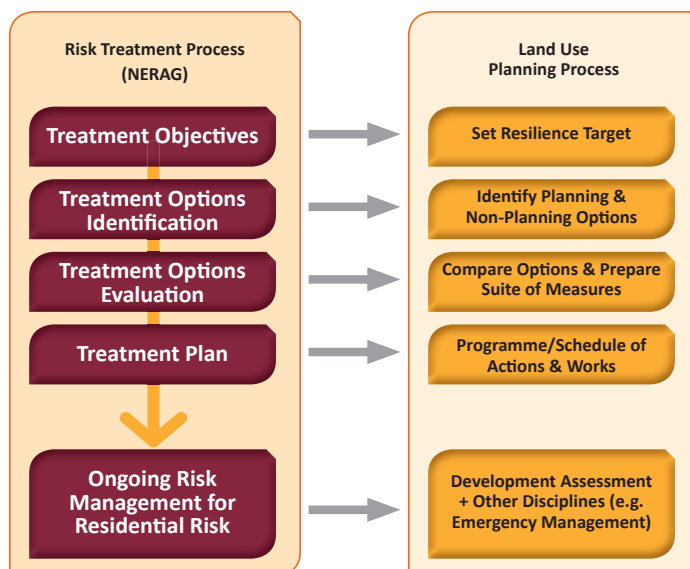 Risk Treatment Process
(NERAG)
Treatment Objectives
Treatment Options
Identification
Treatment Options
Evaluation
Treatment Plan
Ongoing Risk
Management for
Residential Risk
Land Use
Planning Process
Set Resilience Target
Identify Planning &
Non-Planning Options
Compare Options & Prepare
Suite of Measures
Programme/Schedule of
Actions & Works
Development Assessment
+ Other Disciplines (e.g.
Emergency Management)